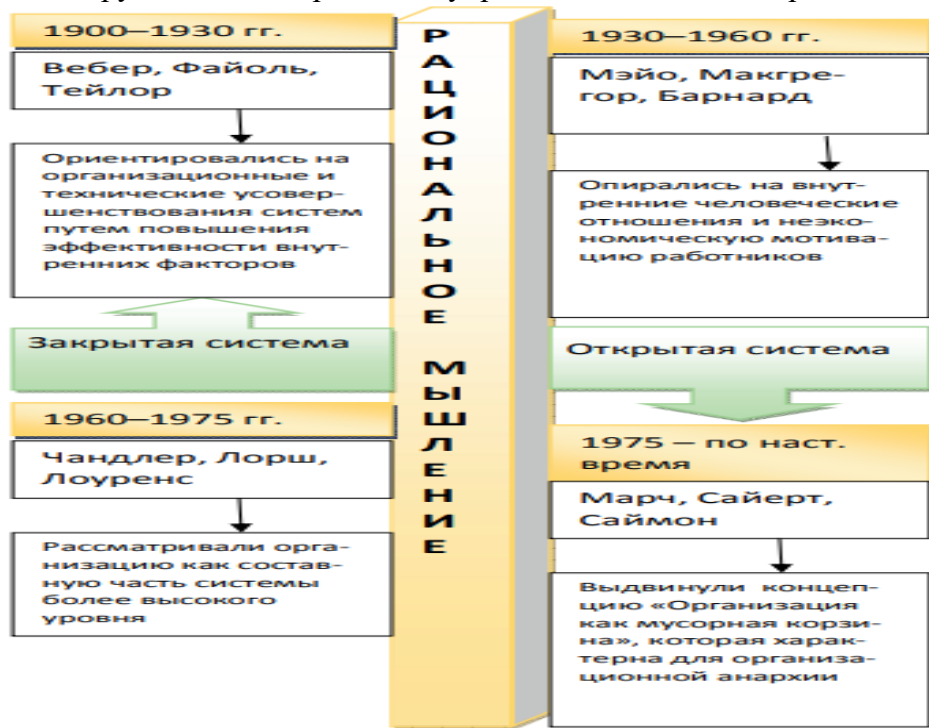 1900–1930 гг.
Вебер, Файоль,
Тейлор
Ориентировались на
организационные и
технические усовер-
шенствования систем
путем повышения
эффективности внут-
ренних факторов
Закрытая система
1960–1975 гг.
Чандлер, Лорш,
Лоуренс
Рассматривали орга-
низацию как состав-
ную часть системы
более высокого
уровня
РАЦИОНАЛЬНОЕ МЫШЛЕНИЕ
1930–1960 гг.
Мэйо, Макгре-
гор, Барнард
Опирались на внут-
ренние человеческие
отношения и неэко-
номическую мотива-
цию работников
Открытая система
1975 – по наст.
время
Марч, Сайерт,
Саймон
Выдвинули концеп-
цию «Организация
как мусорная корзи-
на», которая харак-
терна для организа-
ционной анархии